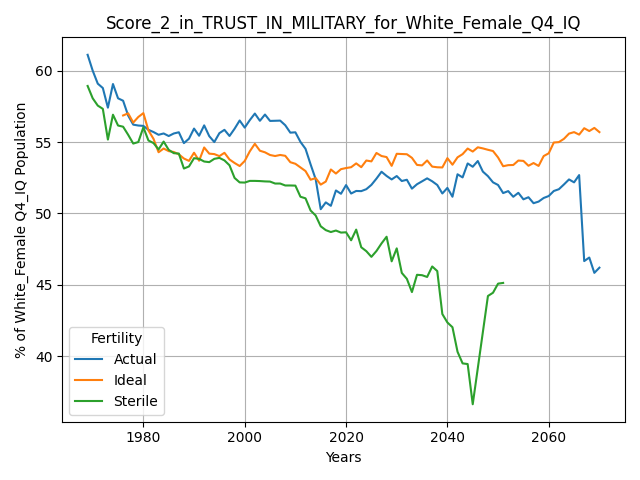 Score_2_in_TRUST_IN_MILITARY_for_White_Female_Q4_IQ
% of White_Female Q4_IQ Population
60
55
50
45
40
Fertility
Actual
Ideal
Sterile
1980
2000
2020
2040
2060
Years